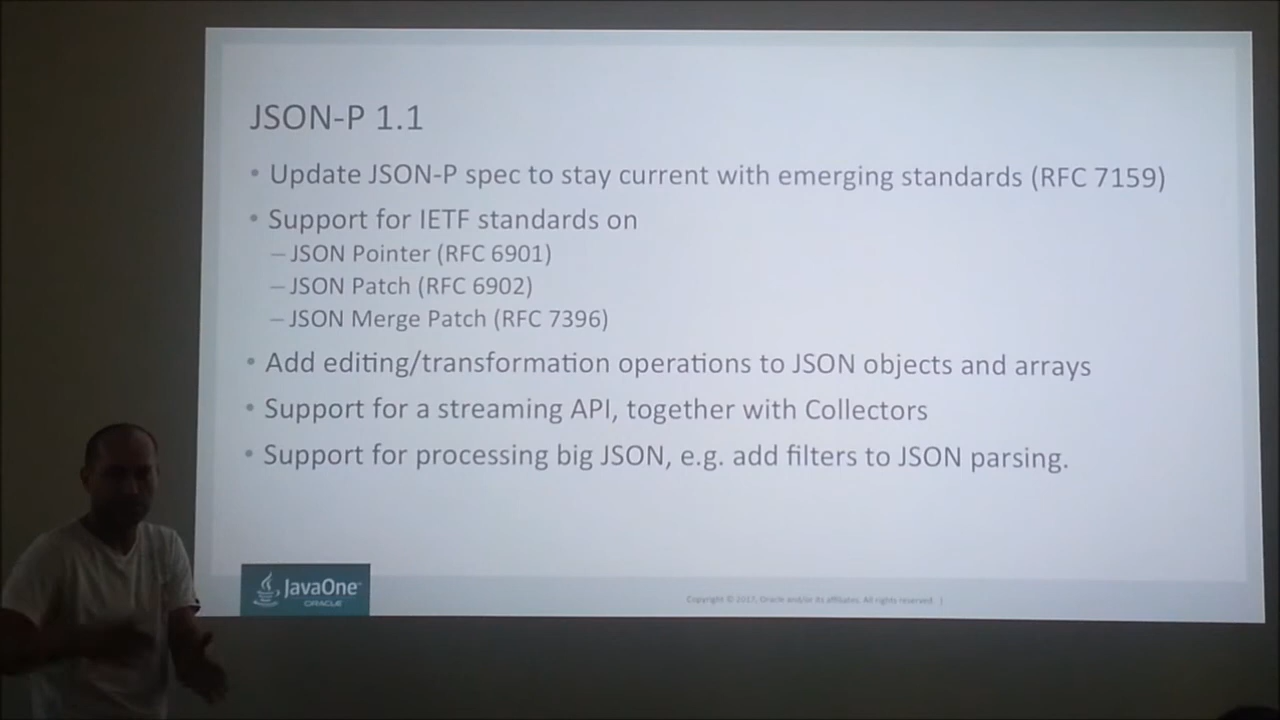 JSON-P 1.1
• Update JSON-P spec to stay current with emerging standards (RFC 7159)
• Support for IETF standards on
– JSON Pointer (RFC 6901)
– JSON Patch (RFC 6902)
– JSON Merge Patch (RFC 7396)
• Add editing/transformation operations to JSON objects and arrays
• Support for a streaming API, together with Collectors
• Support for processing big JSON, e.g. add filters to JSON parsing.
JavaOne™
ORACLE
Copyright © 2017, Oracle and/or its affiliates. All rights reserved. |